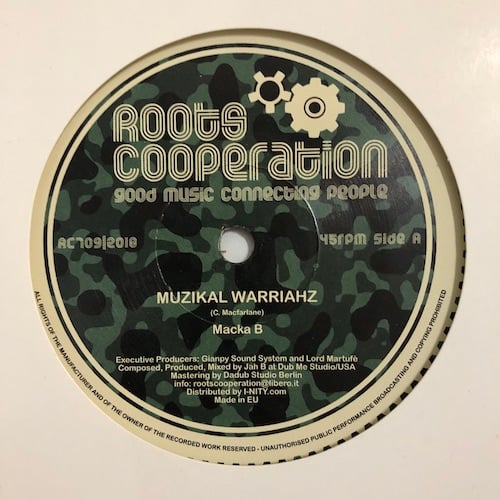 Roots
cooperation
good music connecting people
RC709|2018
45rpm Side A
MUZIKAL WARRIAHZ
(C. Macfarlane)
Macka B
Executive Producers: Gianpy Sound System and Lord Martufè
Composed, Produced, Mixed by Jah B at Dub Me Studio/USA
Mastering by Dadub Studio Berlin
info: rootscooperation@libero.it
Distributed by I-NITY.com
Made in EU
ALL RIGHTS OF THE MANUFACTURER AND OF THE OWNER OF THE RECORDED WORK RESERVED - UNAUTHORISED PUBLIC PERFORMANCE BROADCASTING AND COPYING PROHIBITED